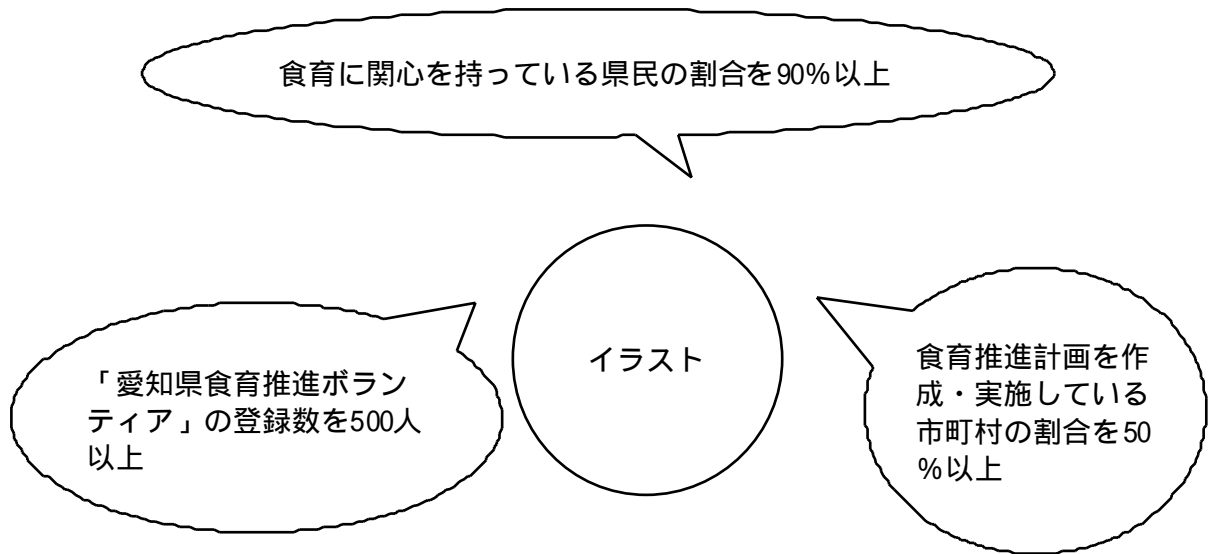 食育に関心を持っている県民の割合を90%以上
イラスト
「愛知県食育推進ボラン
ティア」の登録数を500人
以上
食育推進計画を作
成・実施している
市町村の割合を50
%以上